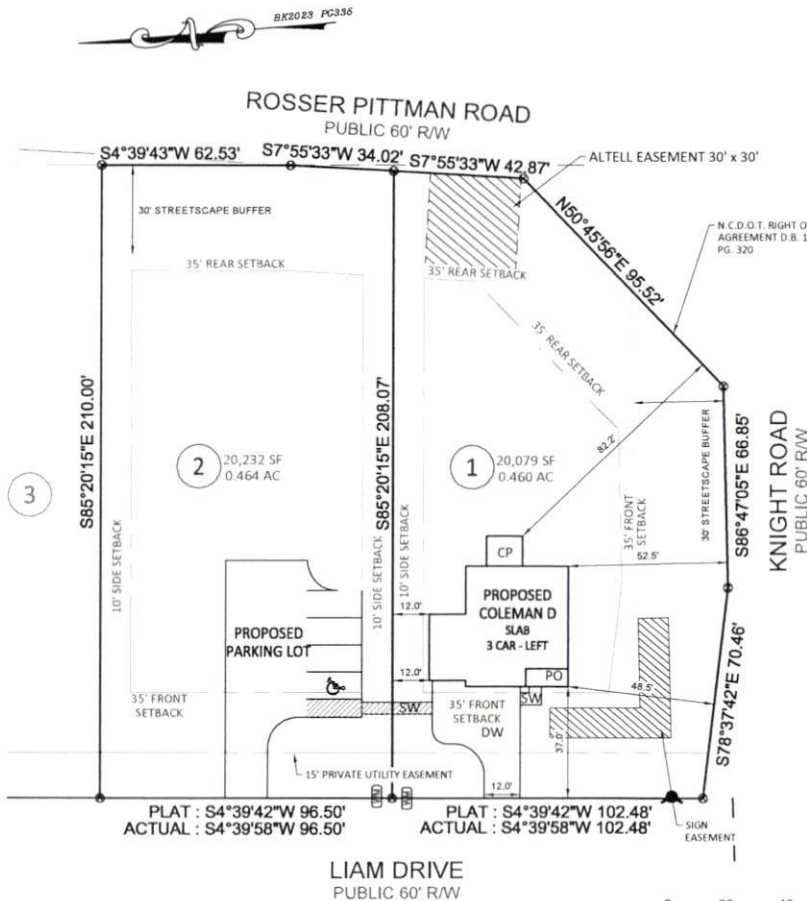 BK2023 PG336
ROSSER PITTMAN ROAD
PUBLIC 60' R/W
S4°39'43"W 62.53'
S7°55'33"W 34.02'
S7°55'33"W 42.87'
ALTELL EASEMENT 30' x 30'
30' STREETSCAPE BUFFER
N50°45'56"E 95.52'
N.C.D.O.T. RIGHT O
AGREEMENT D.B. 1
PG. 320
35' REAR SETBACK
35' REAR SETBACK
35' REAR SETBACK
82.2'
S85°20'15"E 210.00'
S85°20'15"E 208.07'
30' STREETSCAPE BUFFER
S86°47'05"E 66.85'
KNIGHT ROAD
PUBLIC 60' R/W
3
2
20,232 SF
0.464 AC
1
20,079 SF
0.460 AC
35' FRONT
SETBACK
10' SIDE SETBACK
10' SIDE SETBACK
10' SIDE SETBACK
CP
52.5'
PROPOSED
COLEMAN D
SLAB
3 CAR - LEFT
12.0'
12.0'
PROPOSED
PARKING LOT
PO
SW
SW
48.5'
S78°37'42"E 70.46'
35' FRONT
SETBACK
35' FRONT
SETBACK
DW
37.0'
15' PRIVATE UTILITY EASEMENT
12.0'
PLAT : S4°39'42"W 96.50'
ACTUAL : S4°39'58"W 96.50'
PLAT : S4°39'42"W 102.48'
ACTUAL : S4°39'58"W 102.48'
SIGN
EASEMENT
LIAM DRIVE
PUBLIC 60' R/W